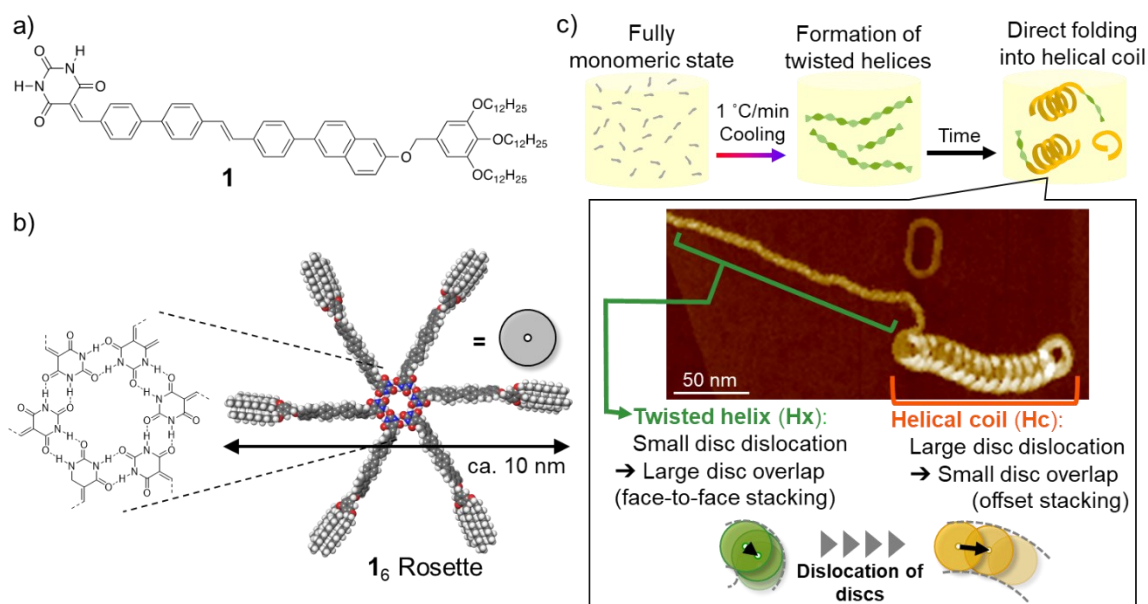 a)
O
N
H
O
H-N
O
OC₁₂H₂₅
OC₁₂H₂₅
O
OC₁₂H₂₅
1
b)
=
ca. 10 nm
1₆ Rosette
c)
Fully
monomeric state
1 ˚C/min
Cooling
Formation of
twisted helices
Time
Direct folding
into helical coil
50 nm
Twisted helix (Hx):
Small disc dislocation
➔ Large disc overlap
(face-to-face stacking)
Helical coil (Hc):
Large disc dislocation
➔ Small disc overlap
(offset stacking)
Dislocation of
discs